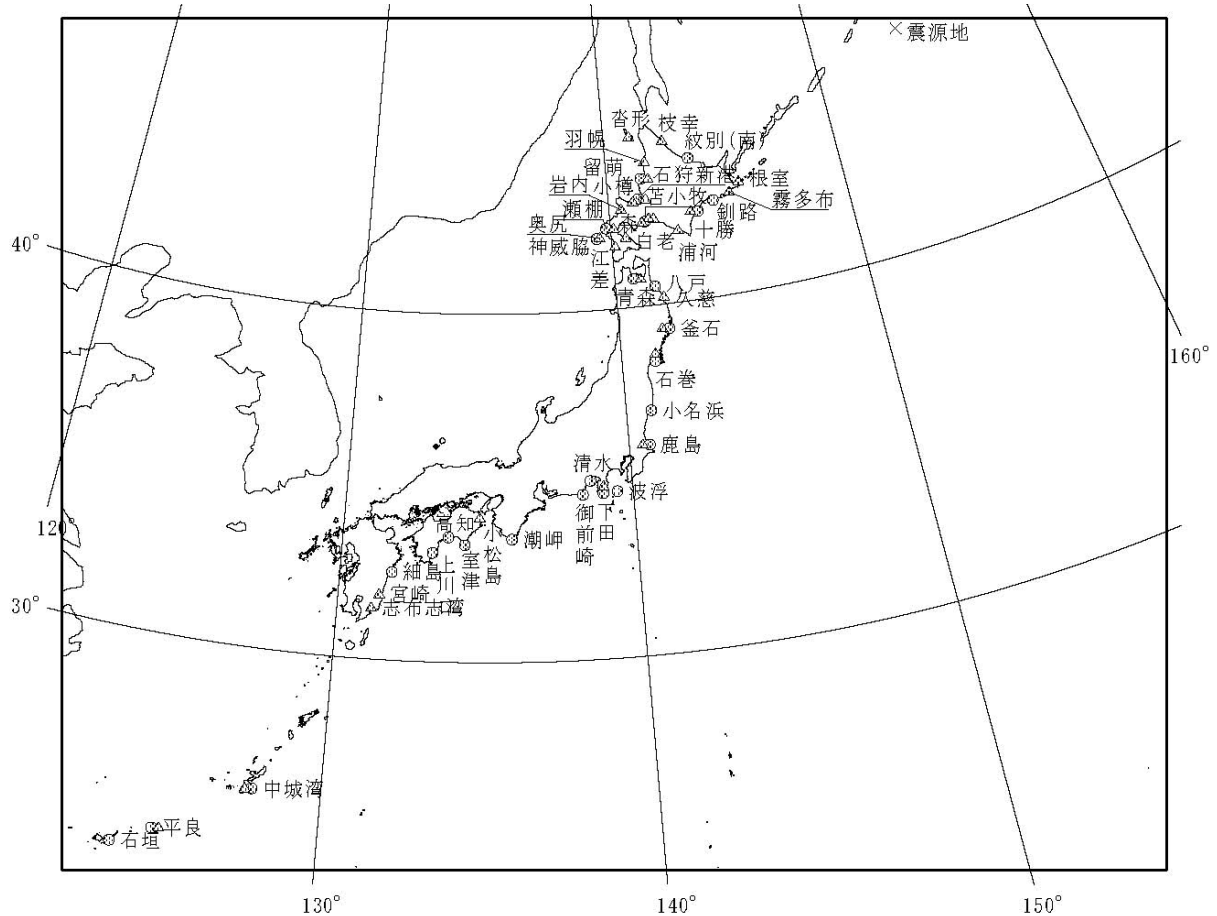 震源地
沓形
枝幸
羽幌
紋別(南)
留萌
石狩新港
根室
岩内
小樽
苫小牧
霧多布
瀬棚
森
釧路
奥尻
神威脇
白老
十勝
浦河
江差
40°
八戸
青森
久慈
釜石
160°
石巻
小名浜
鹿島
清水
波浮
御前崎
下田
120
高知
小松島
潮岬
室津
上川口
細島
宮崎
30°
志布志湾
中城湾
平良
石垣
130°
140°
150°